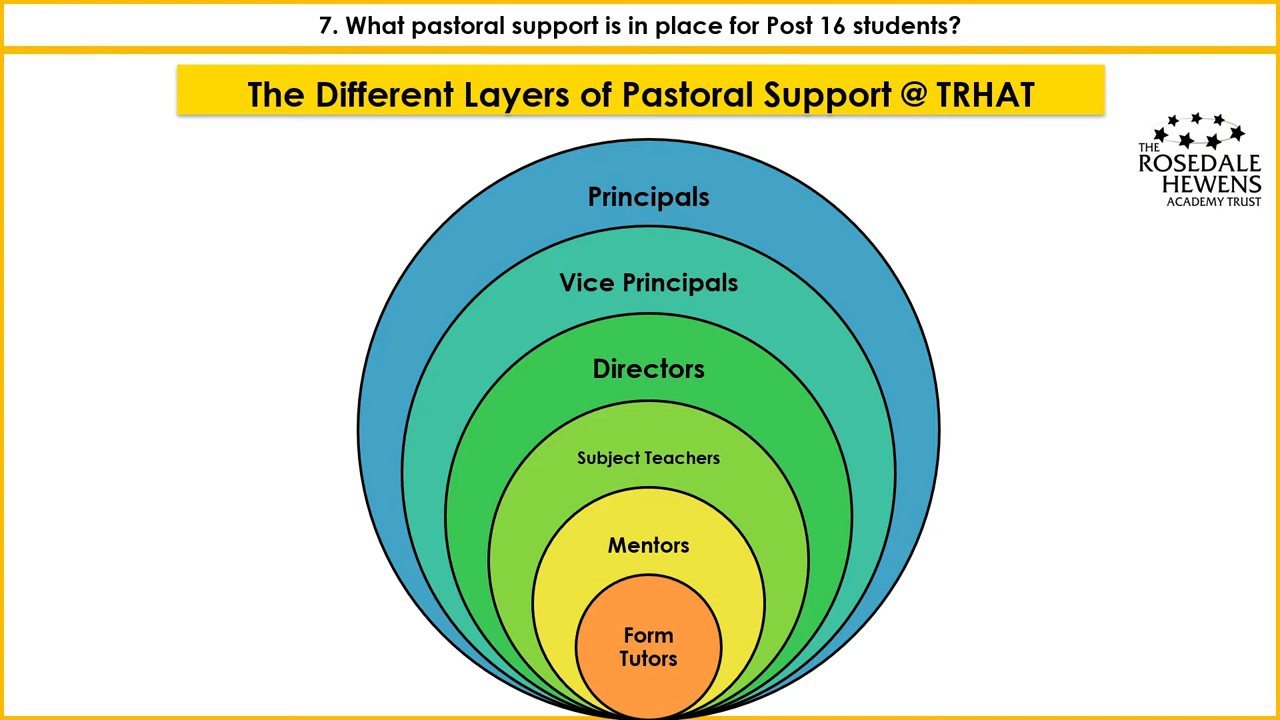 7. What pastoral support is in place for Post 16 students?
The Different Layers of Pastoral Support @ TRHAT
THE
ROSEDALE
HEWENS
ACADEMY TRUST
Principals
Vice Principals
Directors
Subject Teachers
Mentors
Form
Tutors